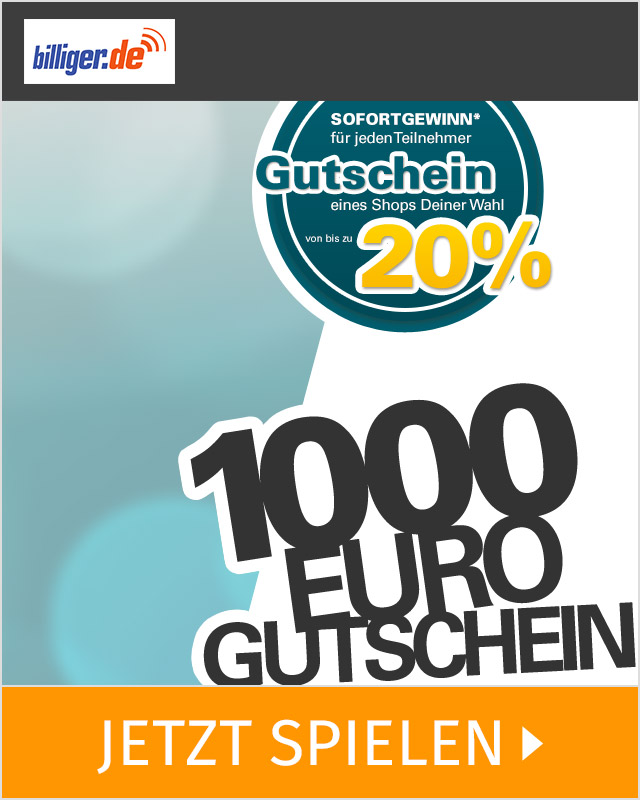 billiger.de
SOFORTGEWINN*
für jeden Teilnehmer
Gutschein
eines Shops Deiner Wahl
von bis zu
20%
1000
EURO
GUTSCHEIN
JETZT SPIELEN